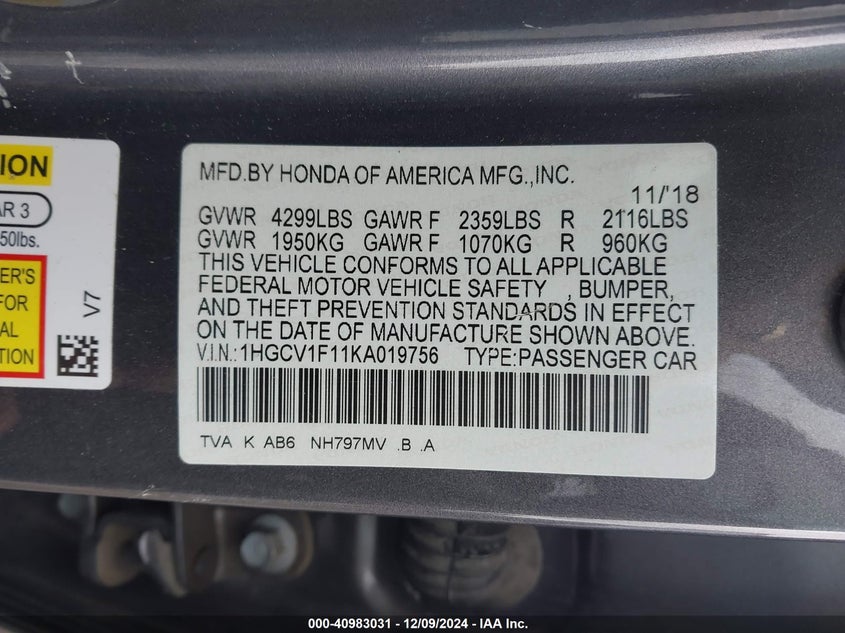 ION
AR 3
50lbs.
ER'S
FOR
AL
TION
V7
MFD.BY HONDA OF AMERICA MFG.,INC.
11/'18
GVWR 4299LBS GAWR F 2359LBS R 2116LBS
GVWR 1950KG GAWR F 1070KG R 960KG
THIS VEHICLE CONFORMS TO ALL APPLICABLE
FEDERAL MOTOR VEHICLE SAFETY , BUMPER,
AND THEFT PREVENTION STANDARDS IN EFFECT
ON THE DATE OF MANUFACTURE SHOWN ABOVE.
V.I.N.:1HGCV1F11KA019756 TYPE:PASSENGER CAR
TVA K AB6 NH797MV .B .A
000-40983031 - 12/09/2024 - IAA Inc.